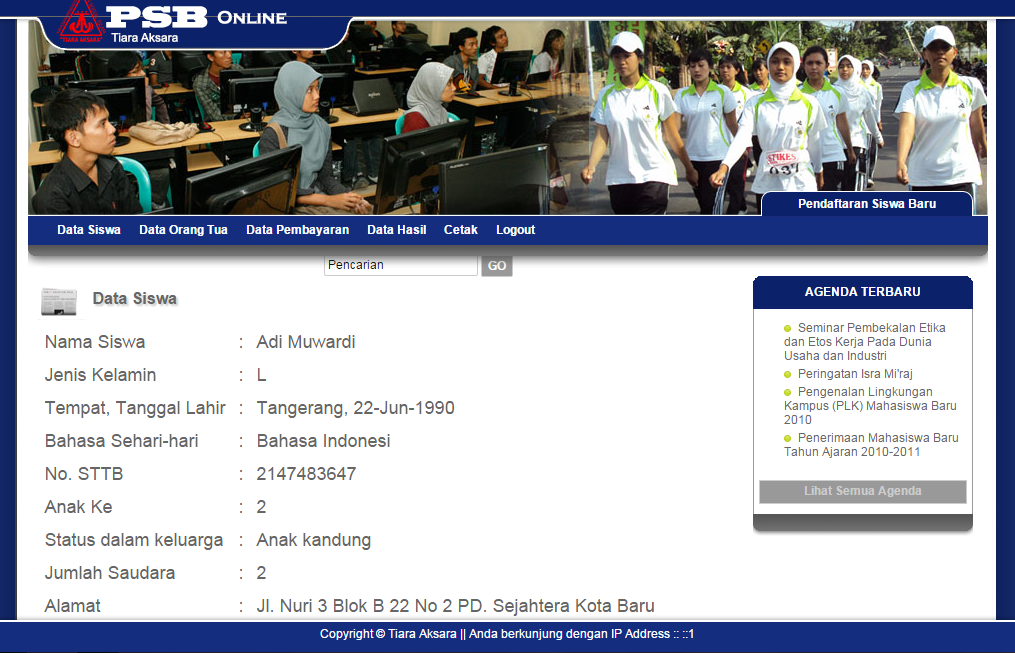 PSB ONLINE
TIARA AKSARA
Tiara Aksara
STIKES
037
Pendaftaran Siswa Baru
Data Siswa Data Orang Tua Data Pembayaran Data Hasil Cetak Logout
Pencarian GO
Data Siswa
Nama Siswa : Adi Muwardi
Jenis Kelamin : L
Tempat, Tanggal Lahir : Tangerang, 22-Jun-1990
Bahasa Sehari-hari : Bahasa Indonesi
No. STTB : 2147483647
Anak Ke : 2
Status dalam keluarga : Anak kandung
Jumlah Saudara : 2
Alamat : Jl. Nuri 3 Blok B 22 No 2 PD. Sejahtera Kota Baru
AGENDA TERBARU
Seminar Pembekalan Etika
dan Etos Kerja Pada Dunia
Usaha dan Industri
Peringatan Isra Mi'raj
Pengenalan Lingkungan
Kampus (PLK) Mahasiswa Baru
2010
Penerimaan Mahasiswa Baru
Tahun Ajaran 2010-2011
Lihat Semua Agenda
Copyright © Tiara Aksara || Anda berkunjung dengan IP Address :: ::1